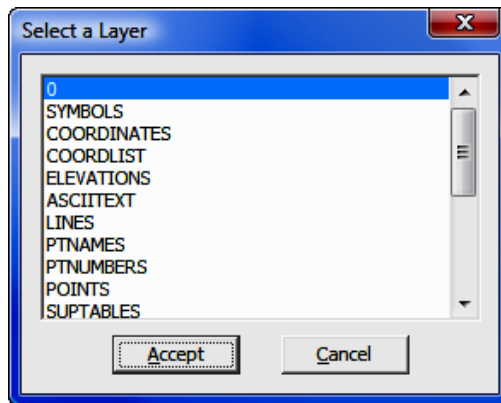 Select a Layer
0
SYMBOLS
COORDINATES
COORDLIST
ELEVATIONS
ASCIITEXT
LINES
PTNAMES
PTNUMBERS
POINTS
SUPTABLES
Accept Cancel